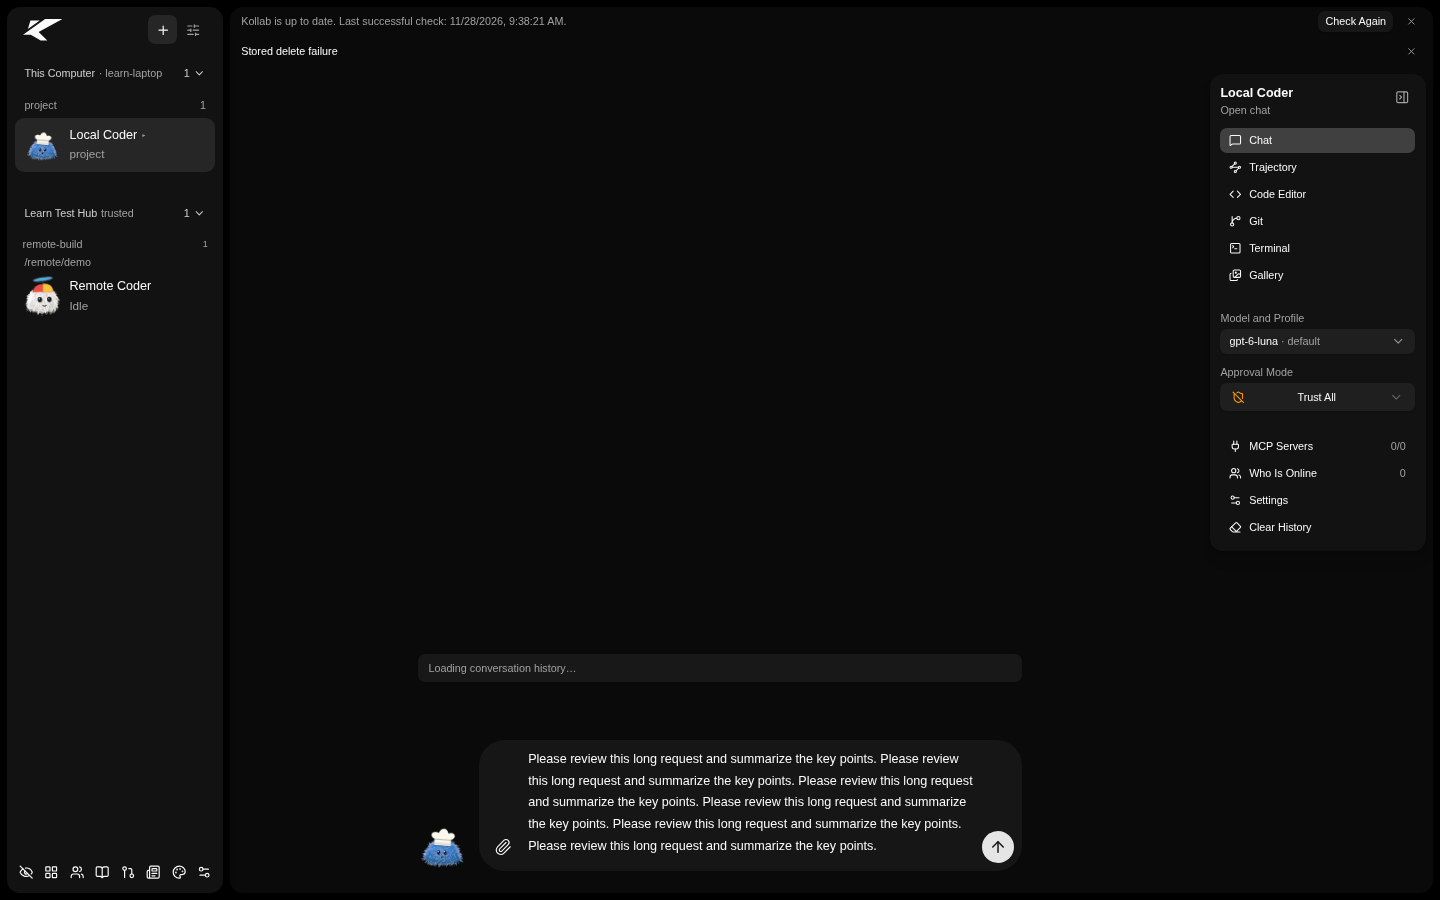 Kollab is up to date. Last successful check: 11/28/2026, 9:38:21 AM.
Check Again
Stored delete failure
This Computer · learn-laptop 1
project 1
Local Coder
project
Learn Test Hub trusted 1
remote-build 1
/remote/demo
Remote Coder
Idle
Loading conversation history…
Please review this long request and summarize the key points. Please review
this long request and summarize the key points. Please review this long request
and summarize the key points. Please review this long request and summarize
the key points. Please review this long request and summarize the key points.
Please review this long request and summarize the key points.
Local Coder
Open chat
Chat
Trajectory
Code Editor
Git
Terminal
Gallery
Model and Profile
gpt-6-luna · default
Approval Mode
Trust All
MCP Servers 0/0
Who Is Online 0
Settings
Clear History